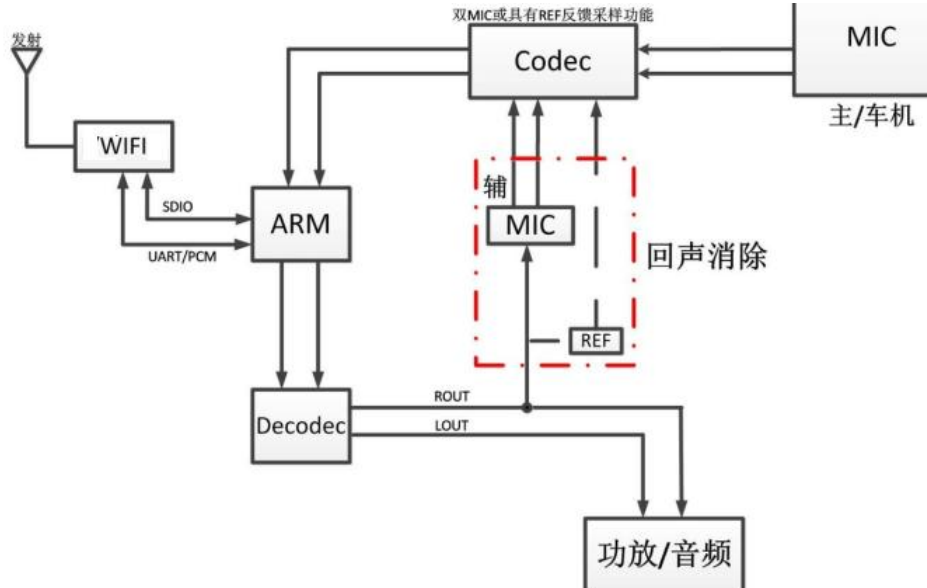 双MIC或具有REF反馈采样功能
发射
Codec
MIC
主/车机
WIFI
辅
MIC
SDIO
ARM
UART/PCM
回声消除
REF
ROUT
Decodec
LOUT
功放/音频